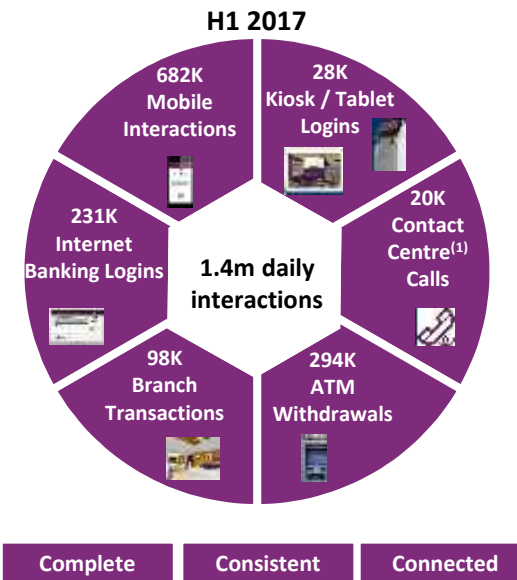 H1 2017
682K
Mobile
Interactions
28K
Kiosk / Tablet
Logins
231K
Internet
Banking Logins
20K
Contact
Centre(1)
Calls
1.4m daily
interactions
98K
Branch
Transactions
294K
ATM
Withdrawals
Complete
Consistent
Connected